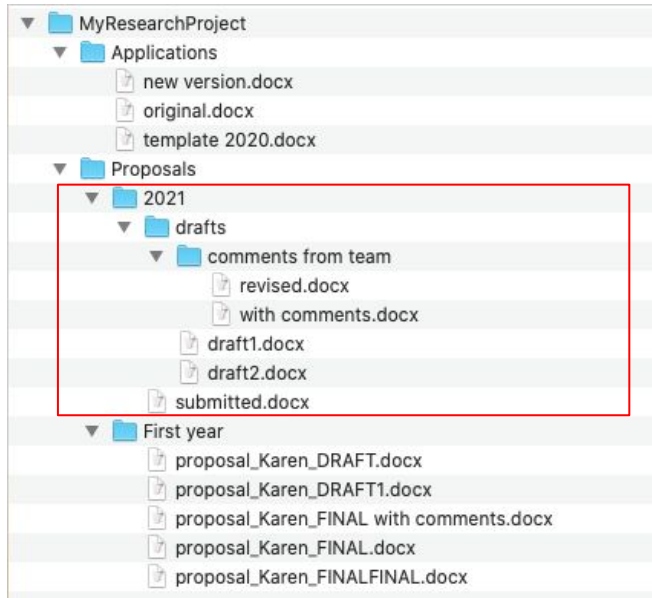 MyResearchProject
Applications
new version.docx
original.docx
template 2020.docx
Proposals
2021
drafts
comments from team
revised.docx
with comments.docx
draft1.docx
draft2.docx
submitted.docx
First year
proposal_Karen_DRAFT.docx
proposal_Karen_DRAFT1.docx
proposal_Karen_FINAL with comments.docx
proposal_Karen_FINAL.docx
proposal_Karen_FINALFINAL.docx